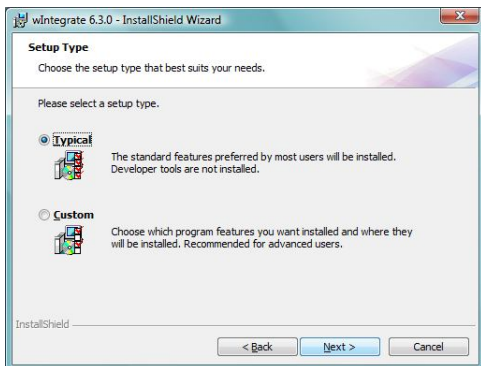 wIntegrate 6.3.0 - InstallShield Wizard
Setup Type
Choose the setup type that best suits your needs.
Please select a setup type.
Typical
The standard features preferred by most users will be installed.
Developer tools are not installed.
Custom
Choose which program features you want installed and where they
will be installed. Recommended for advanced users.
InstallShield
< Back
Next >
Cancel